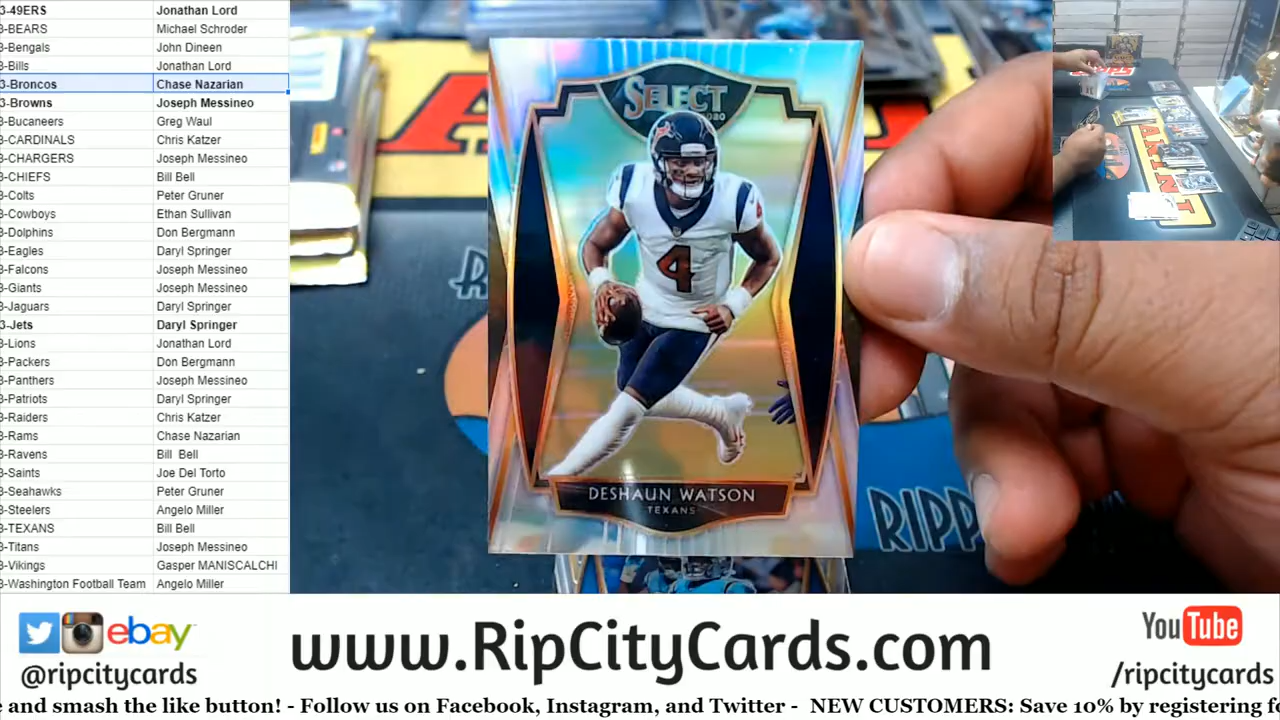 3-49ERS Jonathan Lord
3-BEARS Michael Schroder
3-Bengals John Dineen
3-Bills Jonathan Lord
3-Broncos Chase Nazarian
3-Browns Joseph Messineo
3-Bucaneers Greg Waul
3-CARDINALS Chris Katzer
3-CHARGERS Joseph Messineo
3-CHIEFS Bill Bell
3-Colts Peter Gruner
3-Cowboys Ethan Sullivan
3-Dolphins Don Bergmann
3-Eagles Daryl Springer
3-Falcons Joseph Messineo
3-Giants Joseph Messineo
3-Jaguars Daryl Springer
3-Jets Daryl Springer
3-Lions Jonathan Lord
3-Packers Don Bergmann
3-Panthers Joseph Messineo
3-Patriots Daryl Springer
3-Raiders Chris Katzer
3-Rams Chase Nazarian
3-Ravens Bill Bell
3-Saints Joe Del Torto
3-Seahawks Peter Gruner
3-Steelers Angelo Miller
3-TEXANS Bill Bell
3-Titans Joseph Messineo
3-Vikings Gasper MANISCALCHI
3-Washington Football Team Angelo Miller
SELECT
2020
4
DESHAUN WATSON
TEXANS
RIPP
ebay
@ripcitycards
www.RipCityCards.com
YouTube
/ripcitycards
and smash the like button! - Follow us on Facebook, Instagram, and Twitter - NEW CUSTOMERS: Save 10% by registering